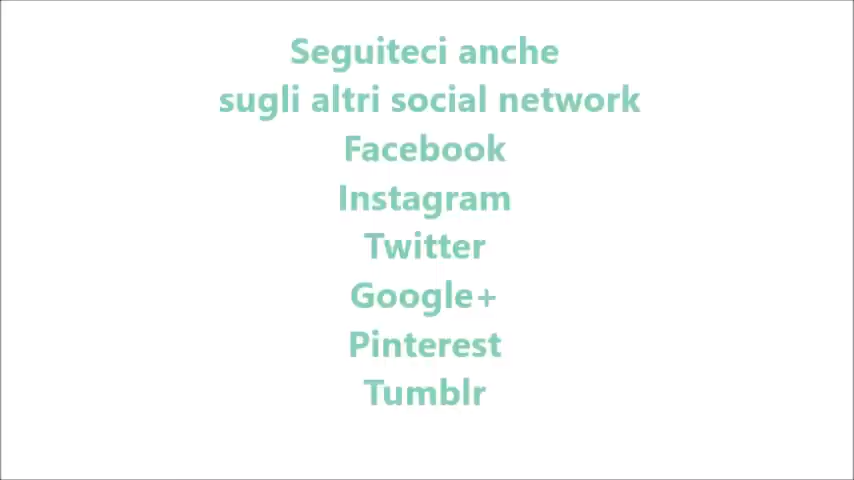 Seguiteci anche
sugli altri social network
Facebook
Instagram
Twitter
Google+
Pinterest
Tumblr